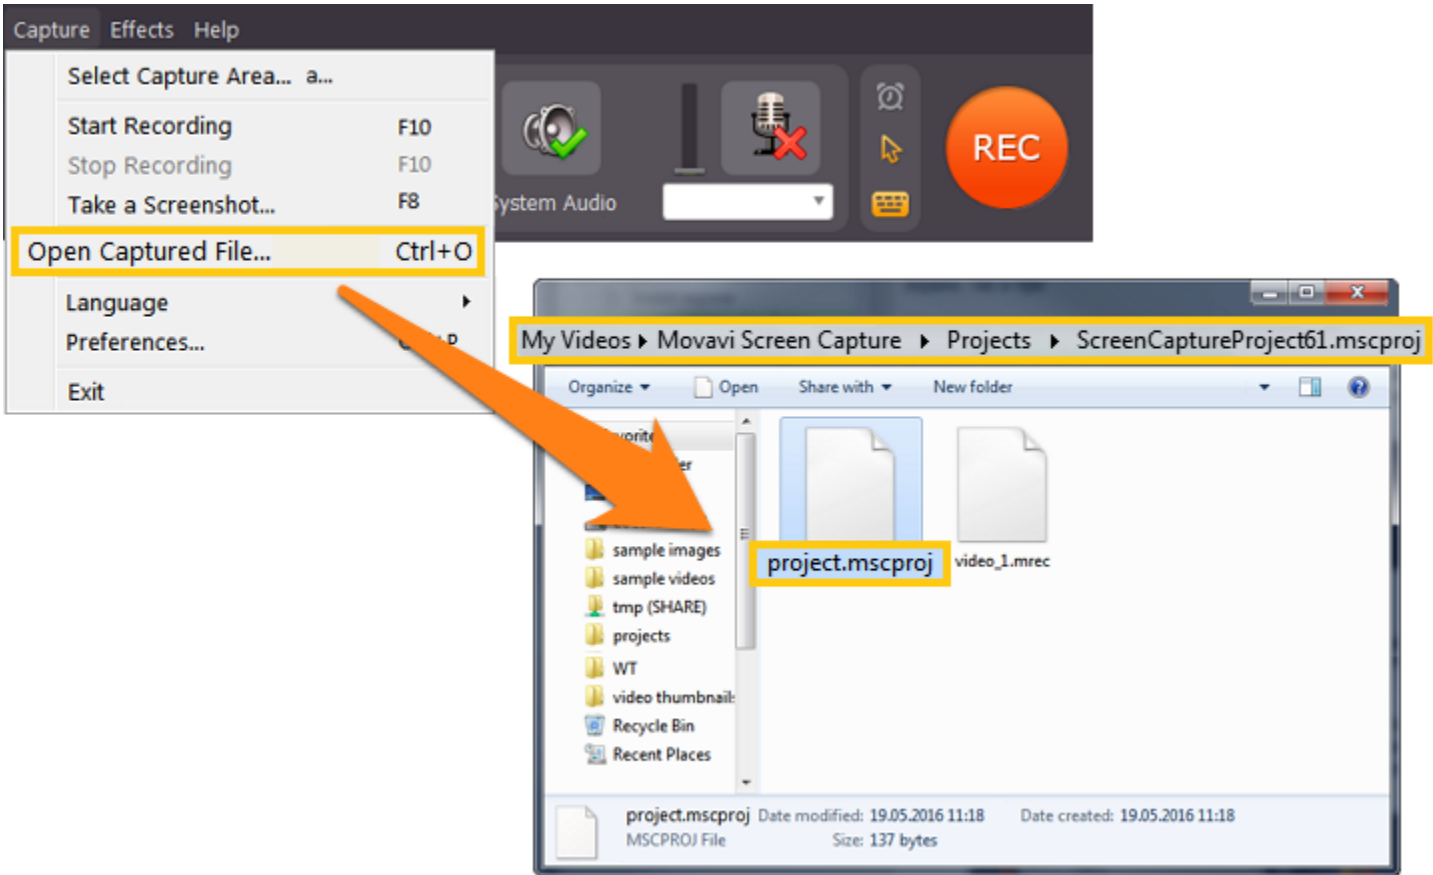 Capture Effects Help
Select Capture Area... a...
Start Recording F10
Stop Recording F10
Take a Screenshot... F8
Open Captured File... Ctrl+O
Language
Preferences...
Exit
System Audio
REC
My Videos Movavi Screen Capture Projects ScreenCaptureProject61.mscproj
Organize Open Share with New folder
sample images
sample videos
tmp (SHARE)
projects
WT
video thumbnails
Recycle Bin
Recent Places
project.mscproj
video_1.mrec
project.mscproj Date modified: 19.05.2016 11:18 Date created: 19.05.2016 11:18
MSCPROJ File Size: 137 bytes